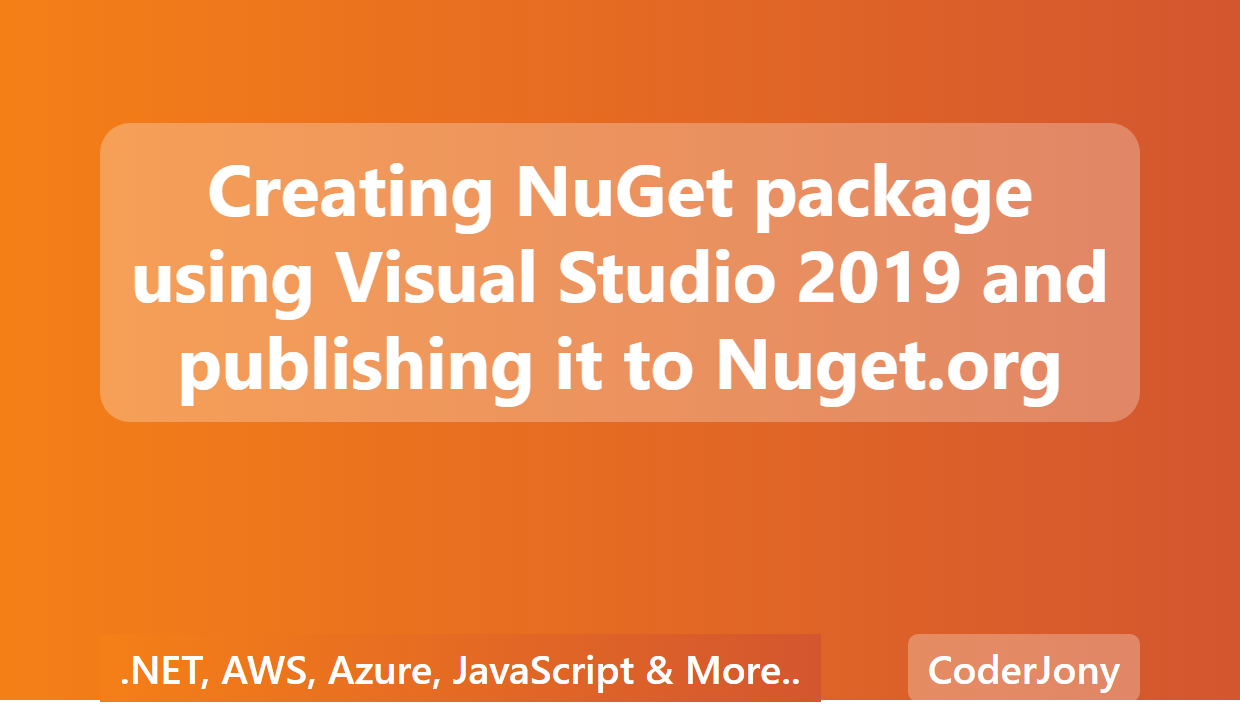 Creating NuGet package
using Visual Studio 2019 and
publishing it to Nuget.org
.NET, AWS, Azure, JavaScript & More..
CoderJony